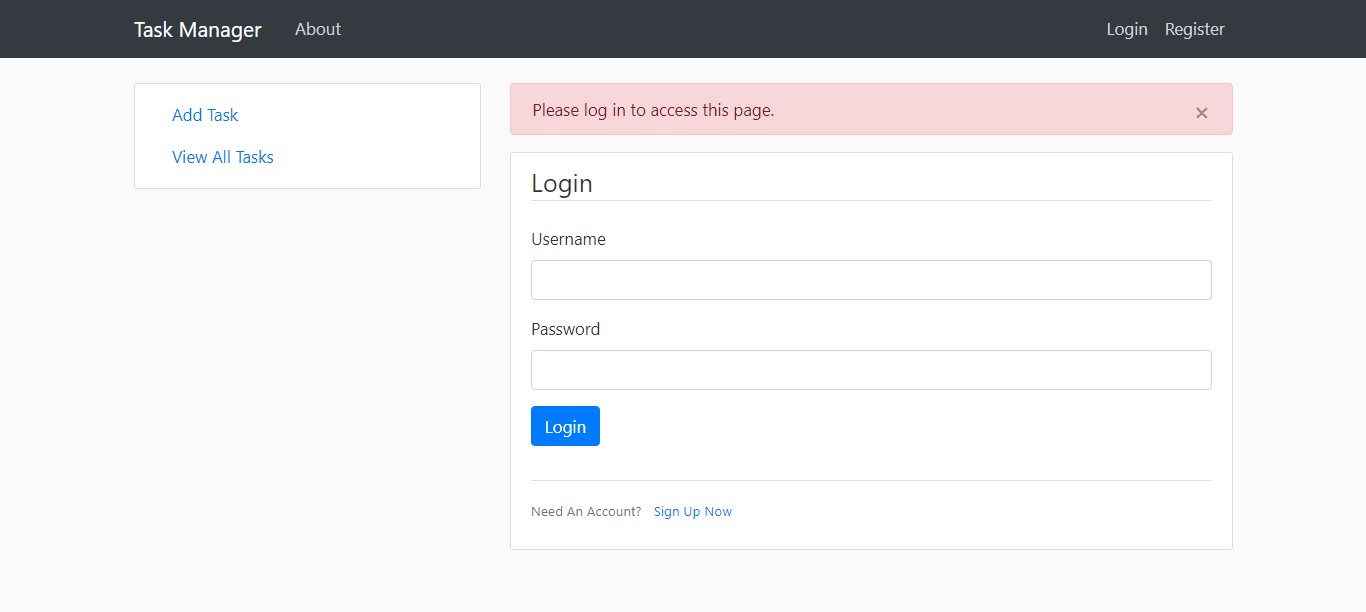 Task Manager About Login Register
Add Task
View All Tasks
Please log in to access this page. ×
Login
Username
Password
Login
Need An Account? Sign Up Now